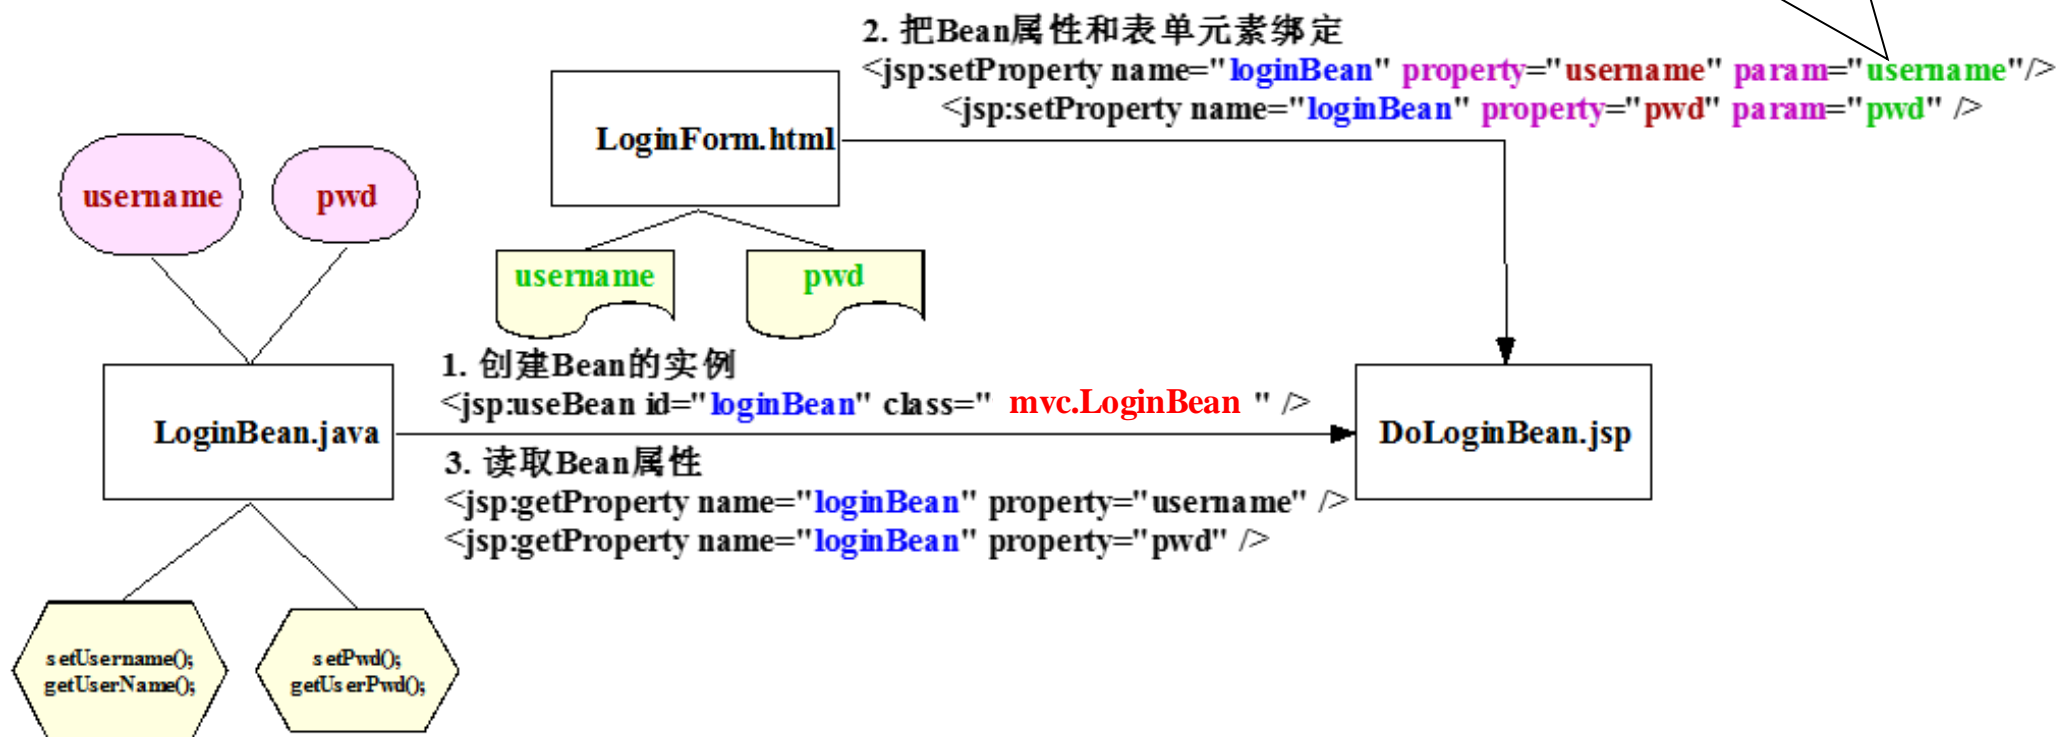 2. 把Bean属性和表单元素绑定
<jsp:setProperty name="loginBean" property="username" param="username"/>
<jsp:setProperty name="loginBean" property="pwd" param="pwd" />
LoginForm.html
username
pwd
username
pwd
1. 创建Bean的实例
<jsp:useBean id="loginBean" class=" mvc.LoginBean " />
LoginBean.java
DoLoginBean.jsp
3. 读取Bean属性
<jsp:getProperty name="loginBean" property="username" />
<jsp:getProperty name="loginBean" property="pwd" />
setUsername();
getUserName();
setPwd();
getUserPwd();